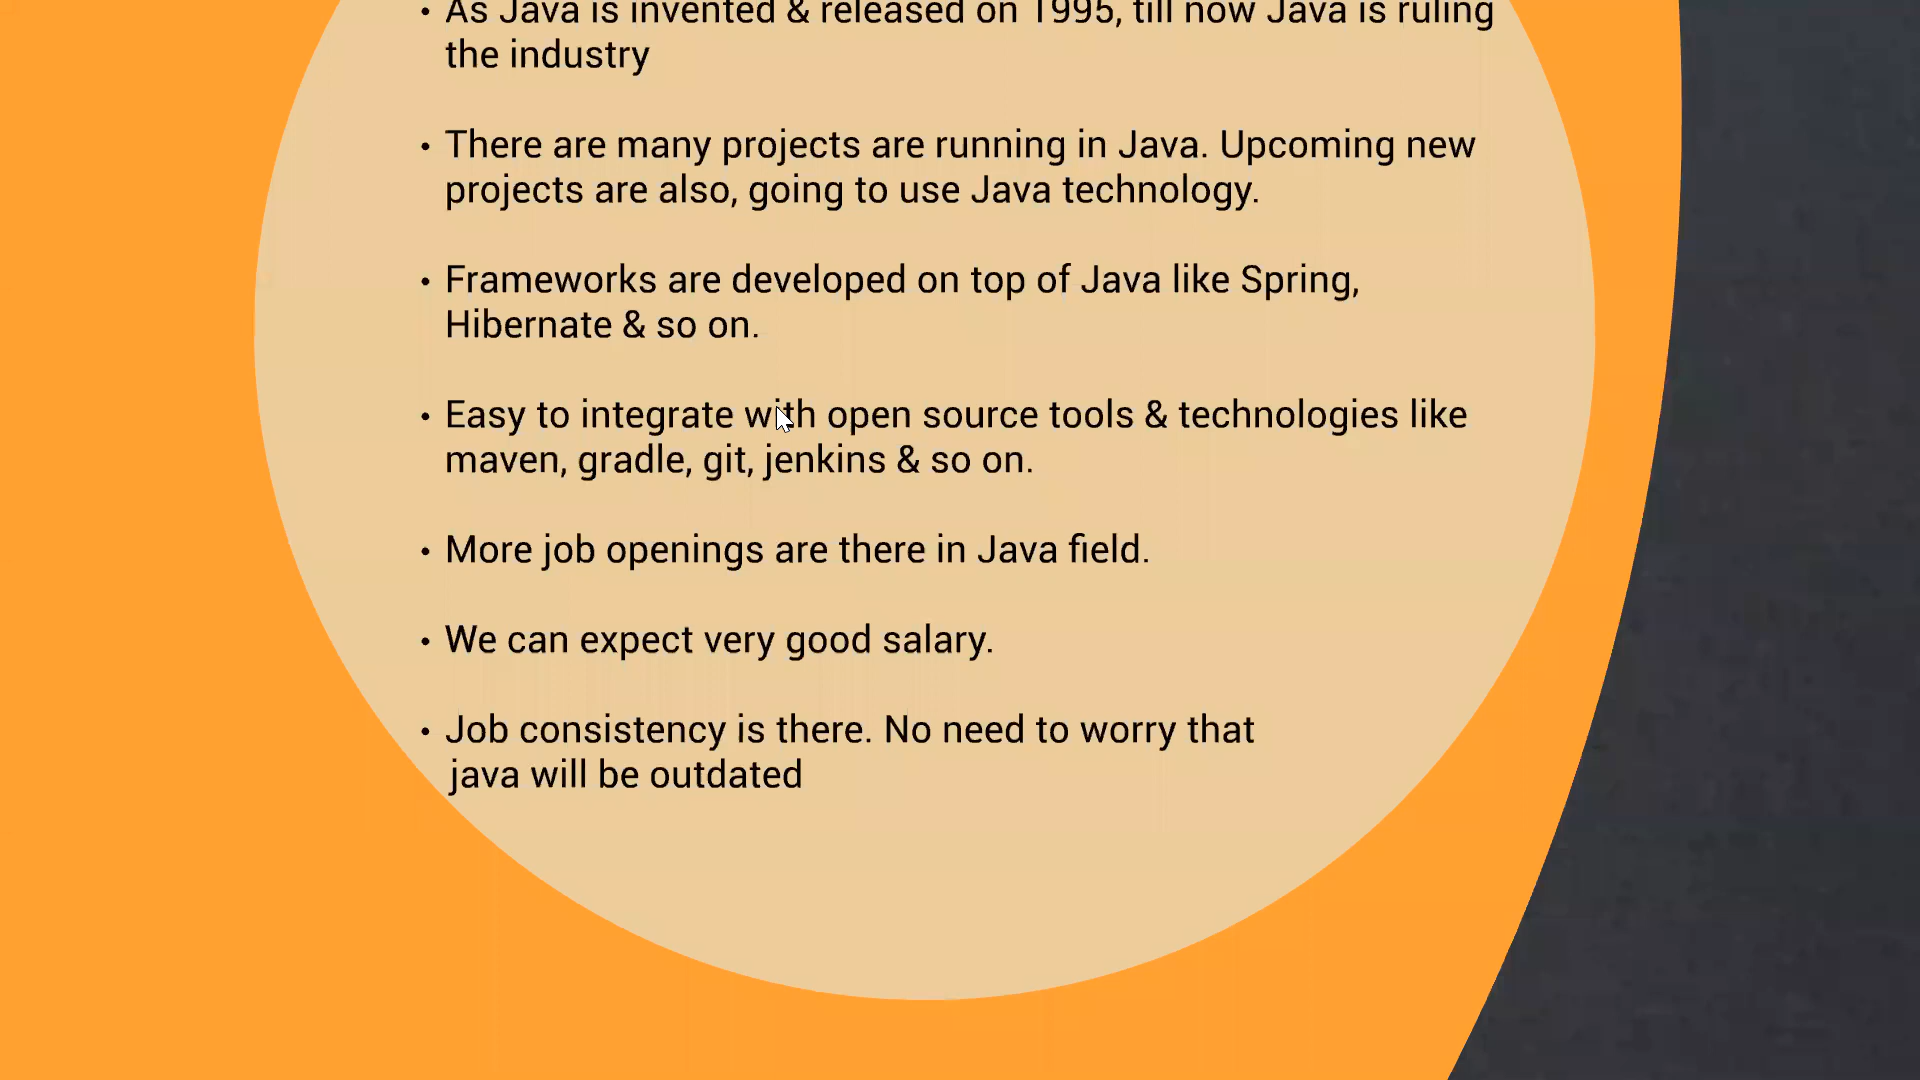 • As Java is invented & released on 1995, till now Java is ruling
the industry
• There are many projects are running in Java. Upcoming new
projects are also, going to use Java technology.
• Frameworks are developed on top of Java like Spring,
Hibernate & so on.
• Easy to integrate with open source tools & technologies like
maven, gradle, git, jenkins & so on.
• More job openings are there in Java field.
• We can expect very good salary.
• Job consistency is there. No need to worry that
java will be outdated